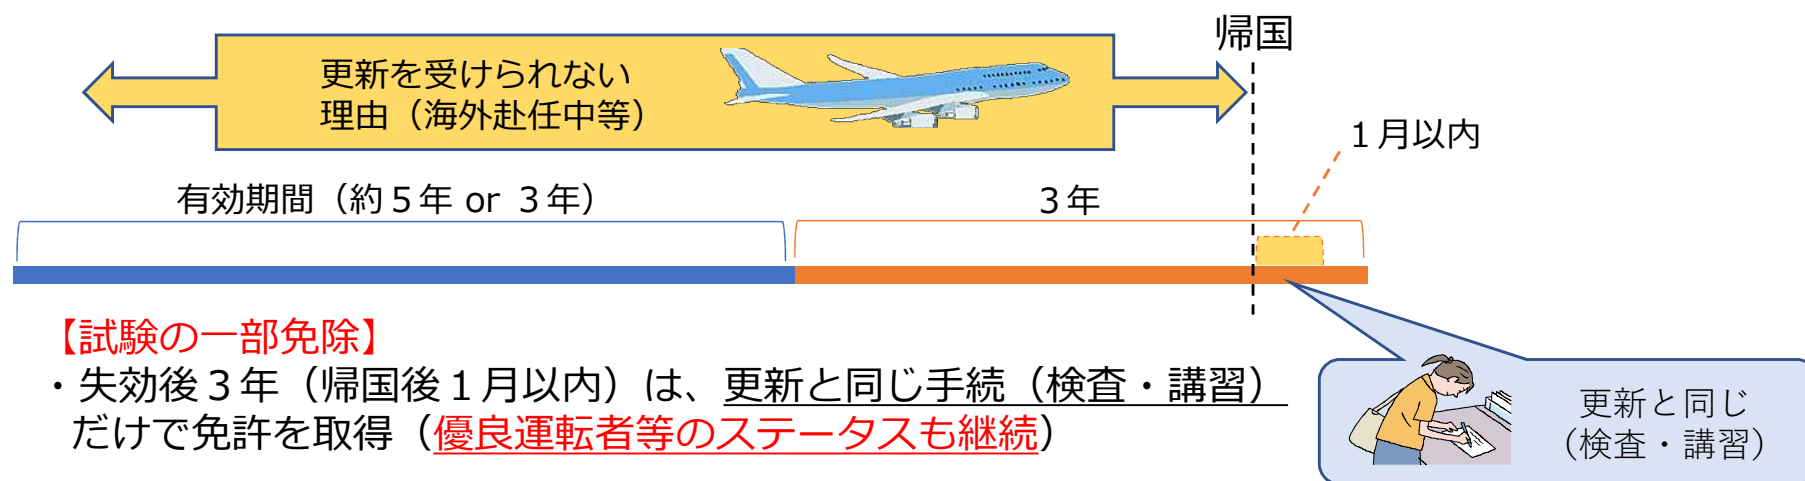 帰国
更新を受けられない
理由（海外赴任中等）
１月以内
有効期間（約５年 or ３年）
３年
【試験の一部免除】
・失効後３年（帰国後１月以内）は、更新と同じ手続（検査・講習）
だけで免許を取得（優良運転者等のステータスも継続）
更新と同じ
（検査・講習）